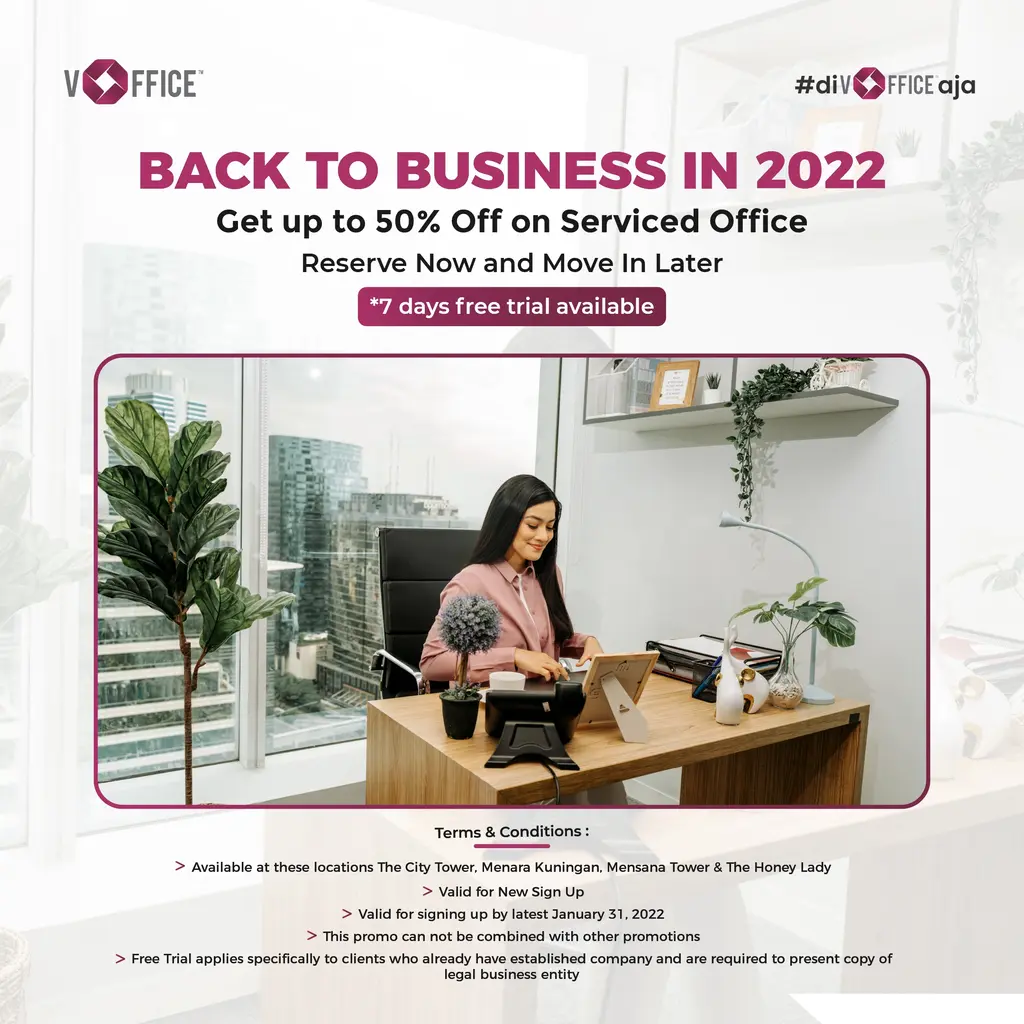 VOFFICE™
#diVOFFICE aja
BACK TO BUSINESS IN 2022
Get up to 50% Off on Serviced Office
Reserve Now and Move In Later
*7 days free trial available
Terms & Conditions :
> Available at these locations The City Tower, Menara Kuningan, Mensana Tower & The Honey Lady
> Valid for New Sign Up
> Valid for signing up by latest January 31, 2022
> This promo can not be combined with other promotions
> Free Trial applies specifically to clients who already have established company and are required to present copy of
legal business entity